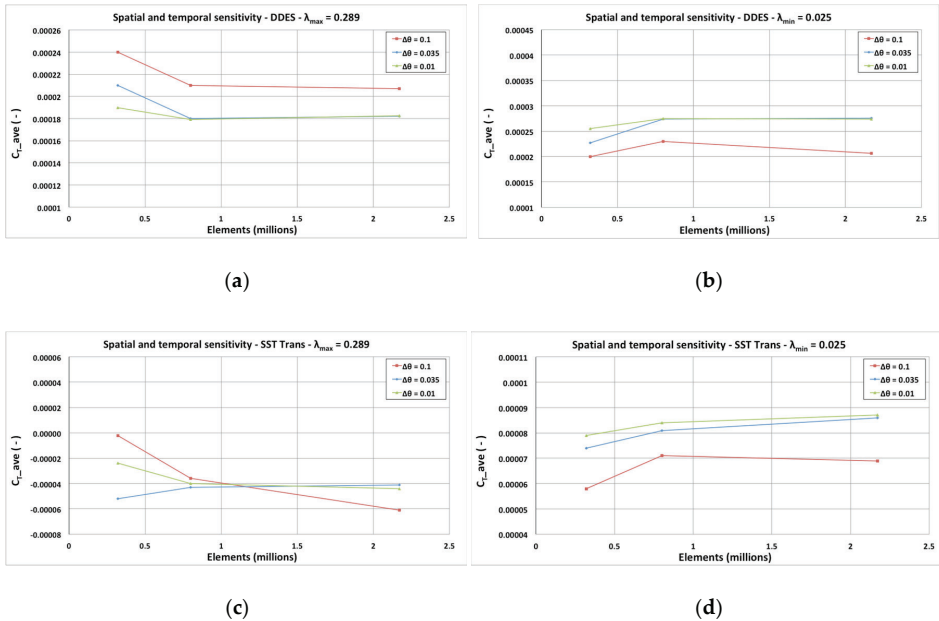 Spatial and temporal sensitivity - DDES - λmax = 0.289
0.00026
0.00024
0.00022
0.0002
0.00018
0.00016
0.00014
0.00012
0.0001
CT_ave ( - )
0 0.5 1 1.5 2 2.5
Elements (millions)
Δθ = 0.1
Δθ = 0.035
Δθ = 0.01
(a)
Spatial and temporal sensitivity - DDES - λmin = 0.025
0.00045
0.0004
0.00035
0.0003
0.00025
0.0002
0.00015
0.0001
CT_ave ( - )
0 0.5 1 1.5 2 2.5
Elements (millions)
Δθ = 0.1
Δθ = 0.035
Δθ = 0.01
(b)
Spatial and temporal sensitivity - SST Trans - λmax = 0.289
0.00006
0.00004
0.00002
0.00000
-0.00002
-0.00004
-0.00006
-0.00008
CT_ave ( - )
0 0.5 1 1.5 2 2.5
Elements (millions)
Δθ = 0.1
Δθ = 0.035
Δθ = 0.01
(c)
Spatial and temporal sensitivity - SST Trans - λmin = 0.025
0.00011
0.0001
0.00009
0.00008
0.00007
0.00006
0.00005
0.00004
CT_ave ( - )
0 0.5 1 1.5 2 2.5
Elements (millions)
Δθ = 0.1
Δθ = 0.035
Δθ = 0.01
(d)